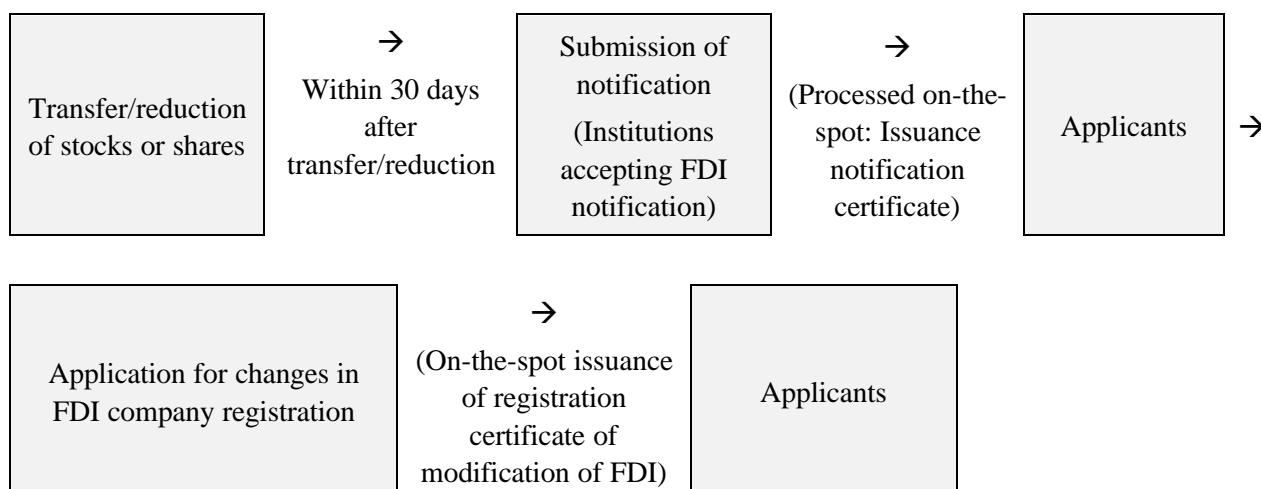 Transfer/reduction
of stocks or shares
→
Within 30 days
after
transfer/reduction
Submission of
notification
(Institutions
accepting FDI
notification)
→
(Processed on-the-
spot: Issuance
notification
certificate)
Applicants
→
Application for changes in
FDI company registration
→
(On-the-spot issuance
of registration
certificate of
modification of FDI)
Applicants